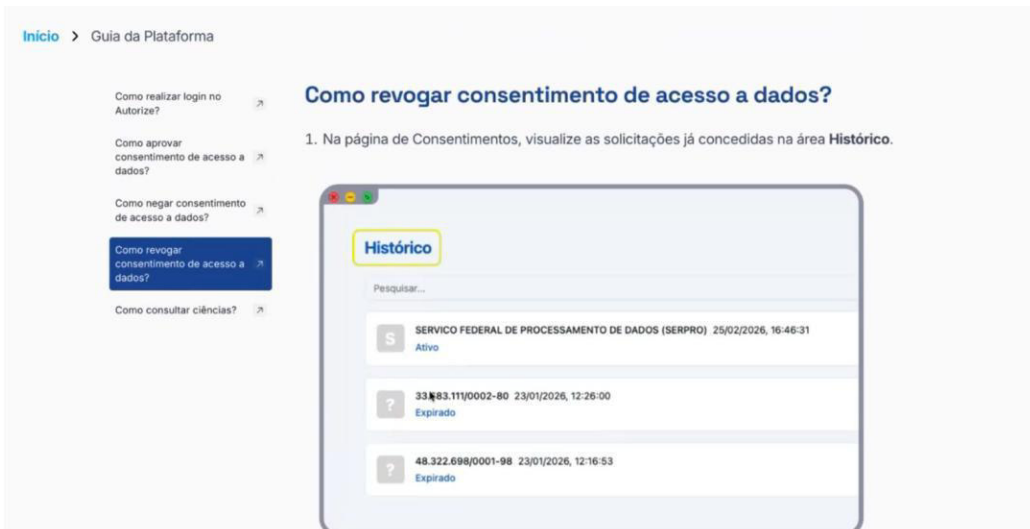 Início > Guia da Plataforma
Como realizar login no
Autorize?
Como aprovar
consentimento de acesso a
dados?
Como negar consentimento
de acesso a dados?
Como revogar
consentimento de acesso a
dados?
Como consultar ciências?
Como revogar consentimento de acesso a dados?
1. Na página de Consentimentos, visualize as solicitações já concedidas na área Histórico.
Histórico
Pesquisar...
S
SERVICO FEDERAL DE PROCESSAMENTO DE DADOS (SERPRO) 25/02/2026, 16:46:31
Ativo
?
23/01/2026, 12:26:00
Expirado
?
48.322.698/0001-98 23/01/2026, 12:16:53
Expirado